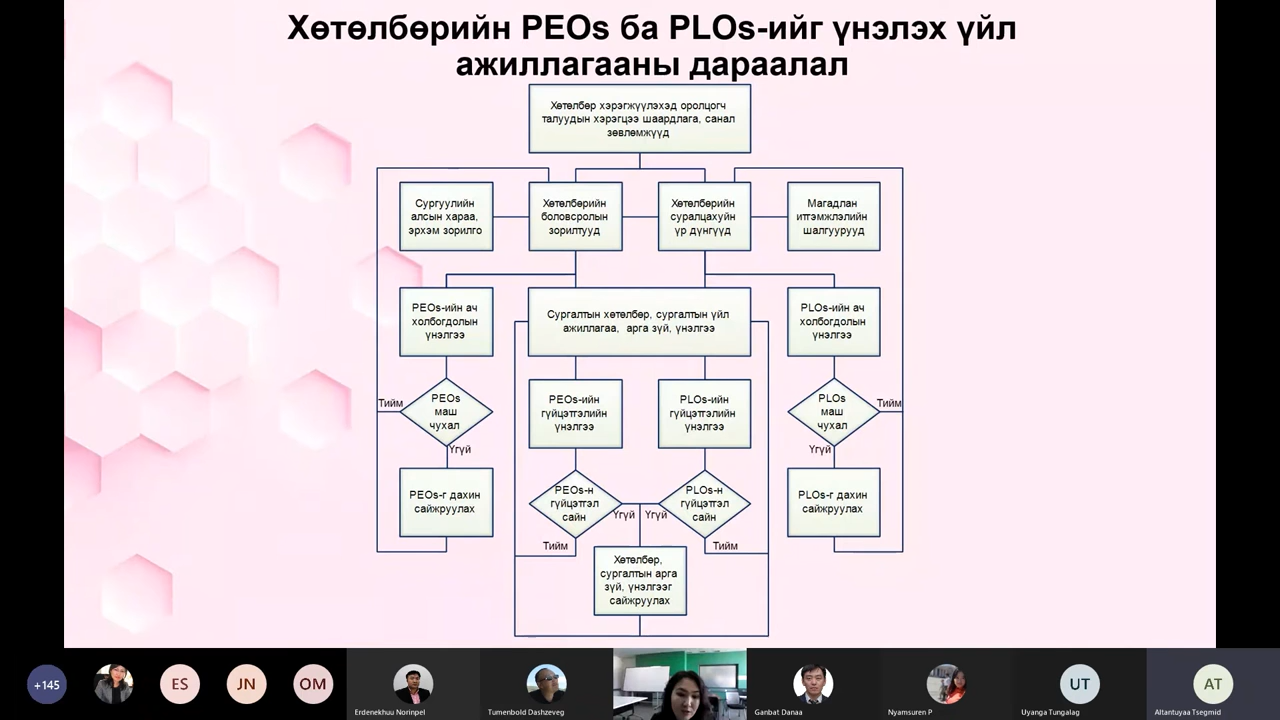 Хөтөлбөрийн PEOs ба PLOs-ийг үнэлэх үйл
ажиллагааны дараалал
Хөтөлбөр хэрэгжүүлэхэд оролцогч
талуудын хэрэгцээ шаардлага, санал
зөвлөмжүүд
Сургуулийн
алсын хараа,
эрхэм зорилго
Хөтөлбөрийн
боловсролын
зорилтууд
Хөтөлбөрийн
суралцахуйн
үр дүнгүүд
Магадлан
итгэмжлэлийн
шалгуурууд
PEOs-ийн ач
холбогдолын
үнэлгээ
Сургалтын хөтөлбөр, сургалтын үйл
ажиллагаа, арга зүй, үнэлгээ
PLOs-ийн ач
холбогдолын
үнэлгээ
Тийм
PEOs
маш
чухал
Үгүй
PEOs-ийн
гүйцэтгэлийн
үнэлгээ
PLOs-ийн
гүйцэтгэлийн
үнэлгээ
PLOs
маш
чухал
Тийм
Үгүй
PEOs-г дахин
сайжруулах
PEOs-н
гүйцэтгэл
сайн
Үгүй
Үгүй
PLOs-н
гүйцэтгэл
сайн
PLOs-г дахин
сайжруулах
Тийм
Тийм
Хөтөлбөр,
сургалтын арга
зүй, үнэлгээг
сайжруулах
+145
ES
JN
OM
Erdenekhuu Norinpel
Tumenbold Dashzeveg
Ganbat Danaa
Nyamsuren P
UT
Uyanga Tungalag
AT
Altantuyaa Tsegmid